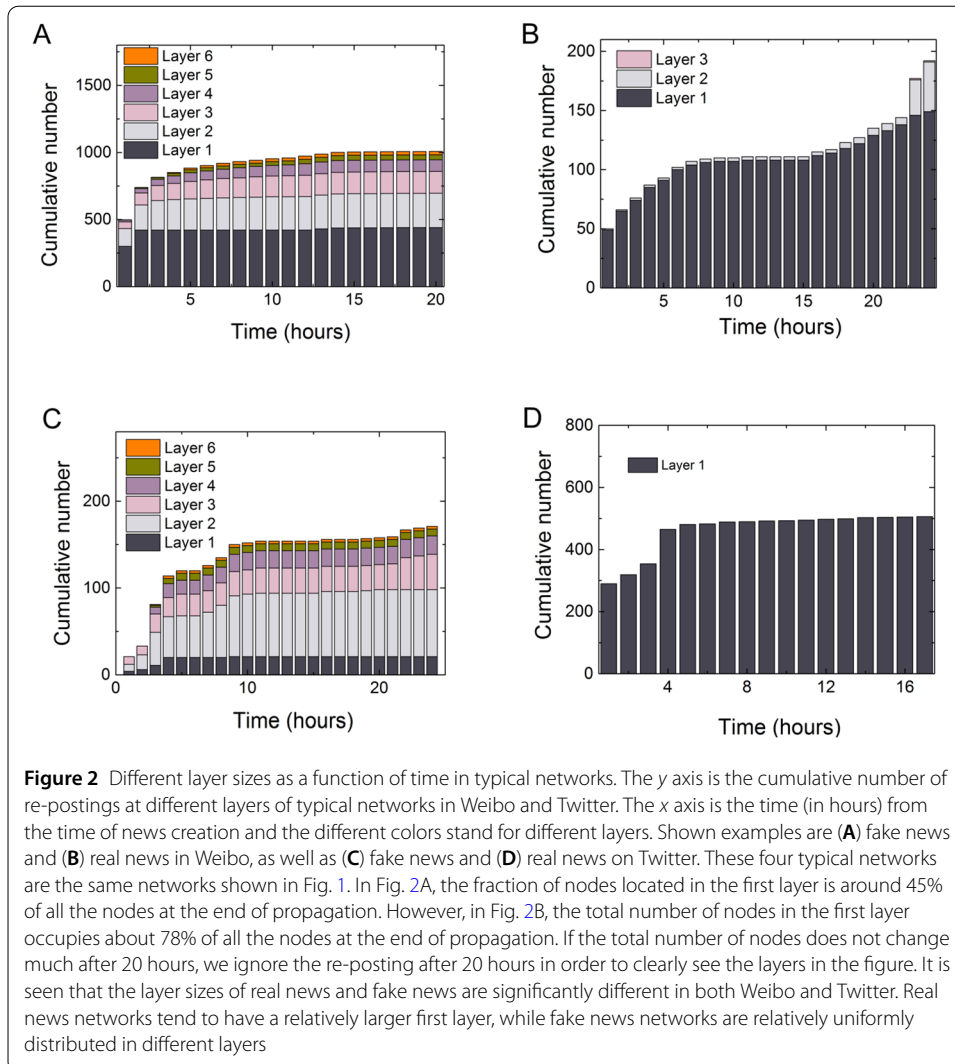 A
Layer 6
Layer 5
Layer 4
Layer 3
Layer 2
Layer 1
1500
1000
500
0
Cumulative number
5
10
15
20
Time (hours)
B
Layer 3
Layer 2
Layer 1
200
150
100
50
0
Cumulative number
5
10
15
20
Time (hours)
C
Layer 6
Layer 5
Layer 4
Layer 3
Layer 2
Layer 1
200
100
0
Cumulative number
0
10
20
Time (hours)
D
Layer 1
800
600
400
200
0
Cumulative number
4
8
12
16
Time (hours)
Figure 2 Different layer sizes as a function of time in typical networks. The y axis is the cumulative number of
re-postings at different layers of typical networks in Weibo and Twitter. The x axis is the time (in hours) from
the time of news creation and the different colors stand for different layers. Shown examples are (A) fake news
and (B) real news in Weibo, as well as (C) fake news and (D) real news on Twitter. These four typical networks
are the same networks shown in Fig. 1. In Fig. 2A, the fraction of nodes located in the first layer is around 45%
of all the nodes at the end of propagation. However, in Fig. 2B, the total number of nodes in the first layer
occupies about 78% of all the nodes at the end of propagation. If the total number of nodes does not change
much after 20 hours, we ignore the re-posting after 20 hours in order to clearly see the layers in the figure. It is
seen that the layer sizes of real news and fake news are significantly different in both Weibo and Twitter. Real
news networks tend to have a relatively larger first layer, while fake news networks are relatively uniformly
distributed in different layers